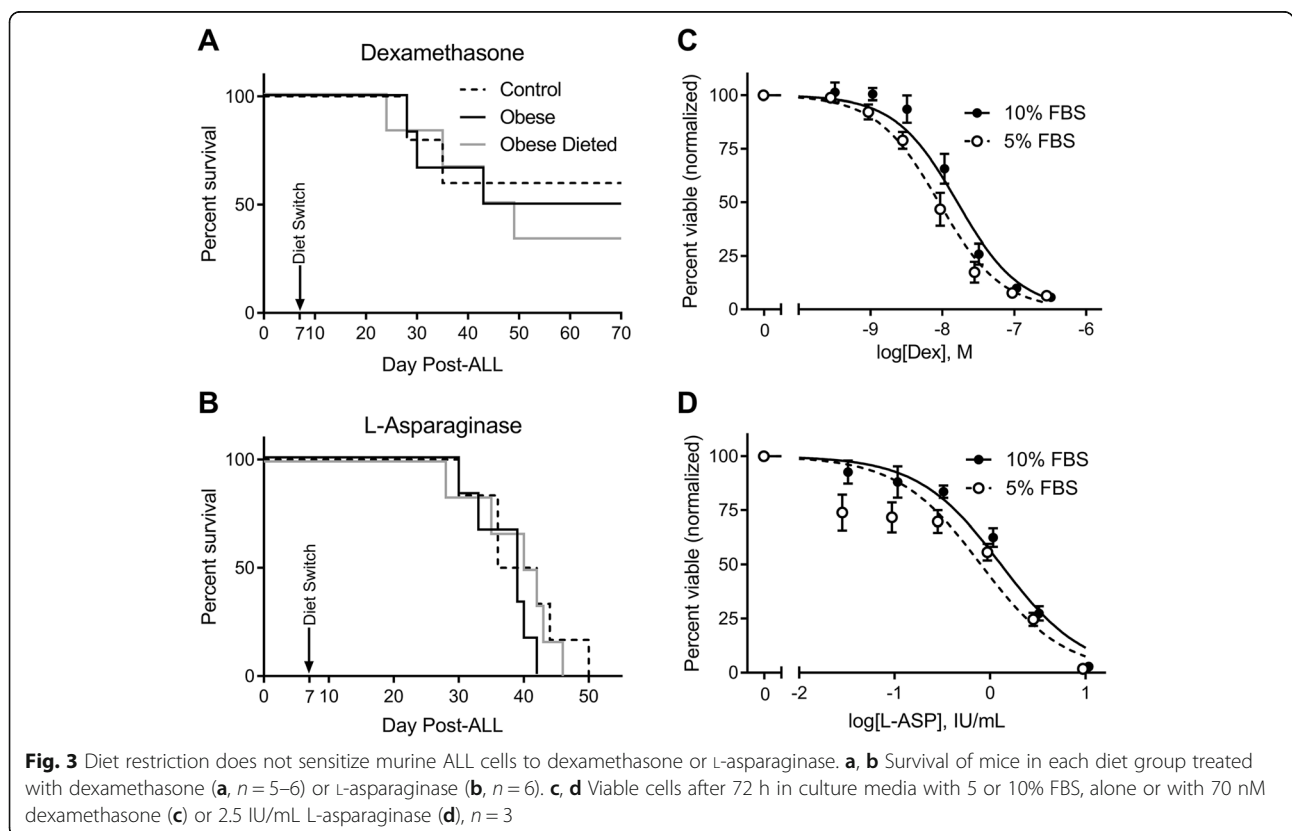 A
Dexamethasone
Percent survival
100
50
0
Control
Obese
Obese Dieted
Diet Switch
0 7 10 20 30 40 50 60 70
Day Post-ALL
C
Percent viable (normalized)
100
75
50
25
0
10% FBS
5% FBS
0 -9 -8 -7 -6
log[Dex], M
B
L-Asparaginase
Percent survival
100
50
0
Diet Switch
0 7 10 20 30 40 50
Day Post-ALL
D
Percent viable (normalized)
100
75
50
25
0
10% FBS
5% FBS
0 -2 -1 0 1
log[L-ASP], IU/mL
Fig. 3 Diet restriction does not sensitize murine ALL cells to dexamethasone or L-asparaginase. a, b Survival of mice in each diet group treated
with dexamethasone (a, n = 5–6) or L-asparaginase (b, n = 6). c, d Viable cells after 72 h in culture media with 5 or 10% FBS, alone or with 70 nM
dexamethasone (c) or 2.5 IU/mL L-asparaginase (d), n = 3